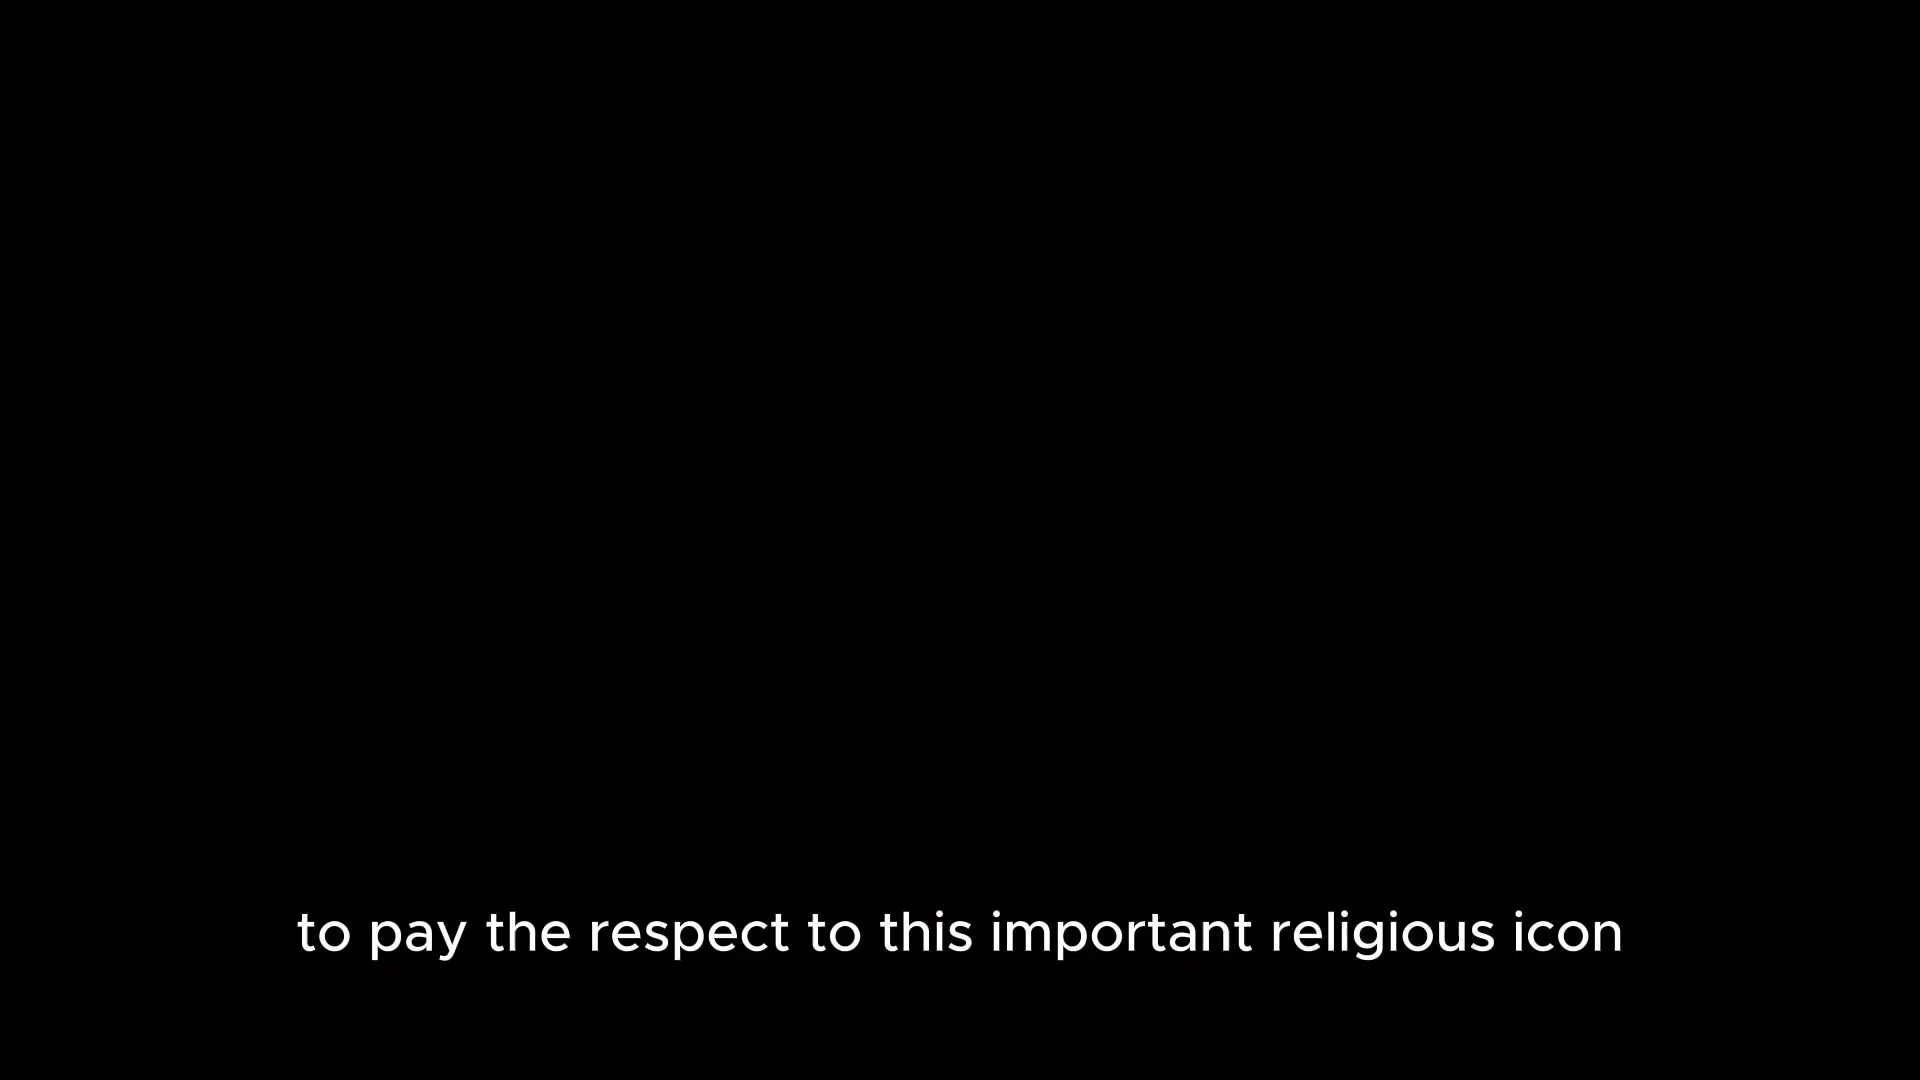 to pay the respect to this important religious icon